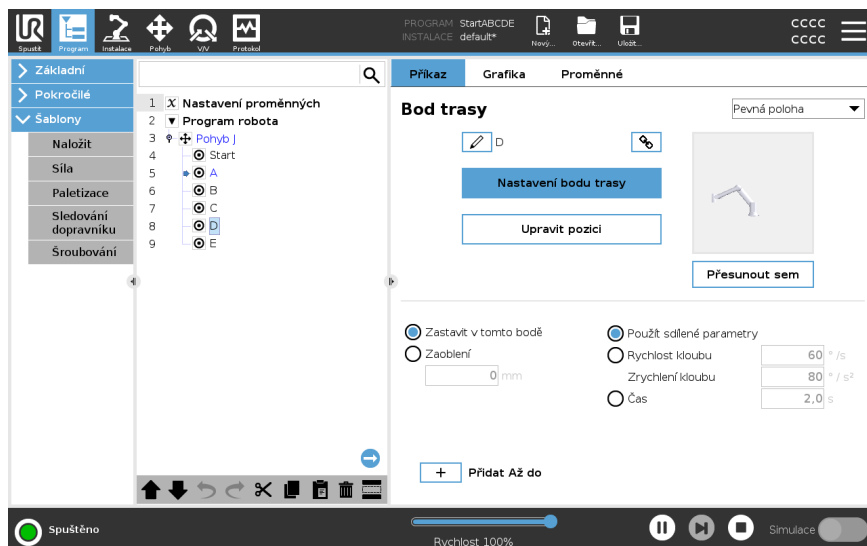 PROGRAM StartABCDE
INSTALACE default*
Spustit Program Instalace Pohyb V/V Protokol
Nový... Otevřít... Uložit...
CCCC
CCCC
Základní
Pokročilé
Šablony
Naložit
Síla
Paletizace
Sledování
dopravníku
Šroubování
1 X Nastavení proměnných
2 Program robota
3 Pohyb J
4 Start
5 A
6 B
7 C
8 D
9 E
Příkaz Grafika Proměnné
Bod trasy
Pevná poloha
D
Nastavení bodu trasy
Upravit pozici
Přesunout sem
Zastavit v tomto bodě
Zaoblení
0 mm
Použít sdílené parametry
Rychlost kloubu 60 ° /s
Zrychlení kloubu 80 ° / s²
Čas 2,0 s
+ Přidat Až do
Spuštěno
Rychlost 100%
Simulace